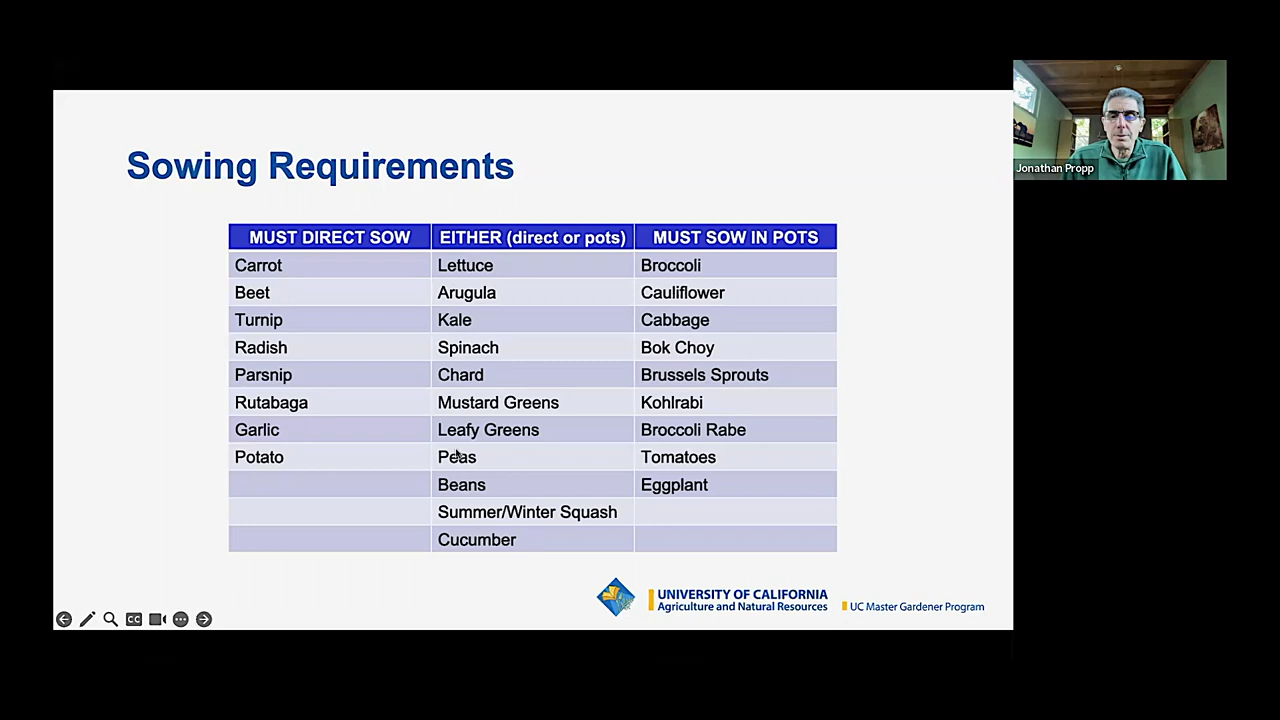 Sowing Requirements
MUST DIRECT SOW EITHER (direct or pots) MUST SOW IN POTS
Carrot Lettuce Broccoli
Beet Arugula Cauliflower
Turnip Kale Cabbage
Radish Spinach Bok Choy
Parsnip Chard Brussels Sprouts
Rutabaga Mustard Greens Kohlrabi
Garlic Leafy Greens Broccoli Rabe
Potato Peas Tomatoes
Beans Eggplant
Summer/Winter Squash
Cucumber
UNIVERSITY OF CALIFORNIA
Agriculture and Natural Resources
UC Master Gardener Program
CC
Jonathan Propp